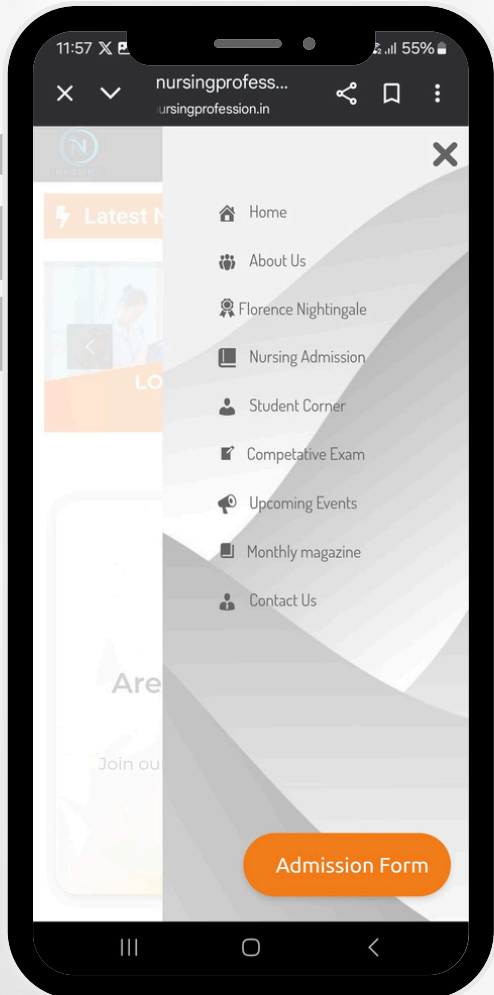 11:57
55%
nursingprofess...
ursingprofession.in
N
Latest N
LO
Home
About Us
Florence Nightingale
Nursing Admission
Student Corner
Competative Exam
Upcoming Events
Monthly magazine
Contact Us
Are
Join ou
Admission Form